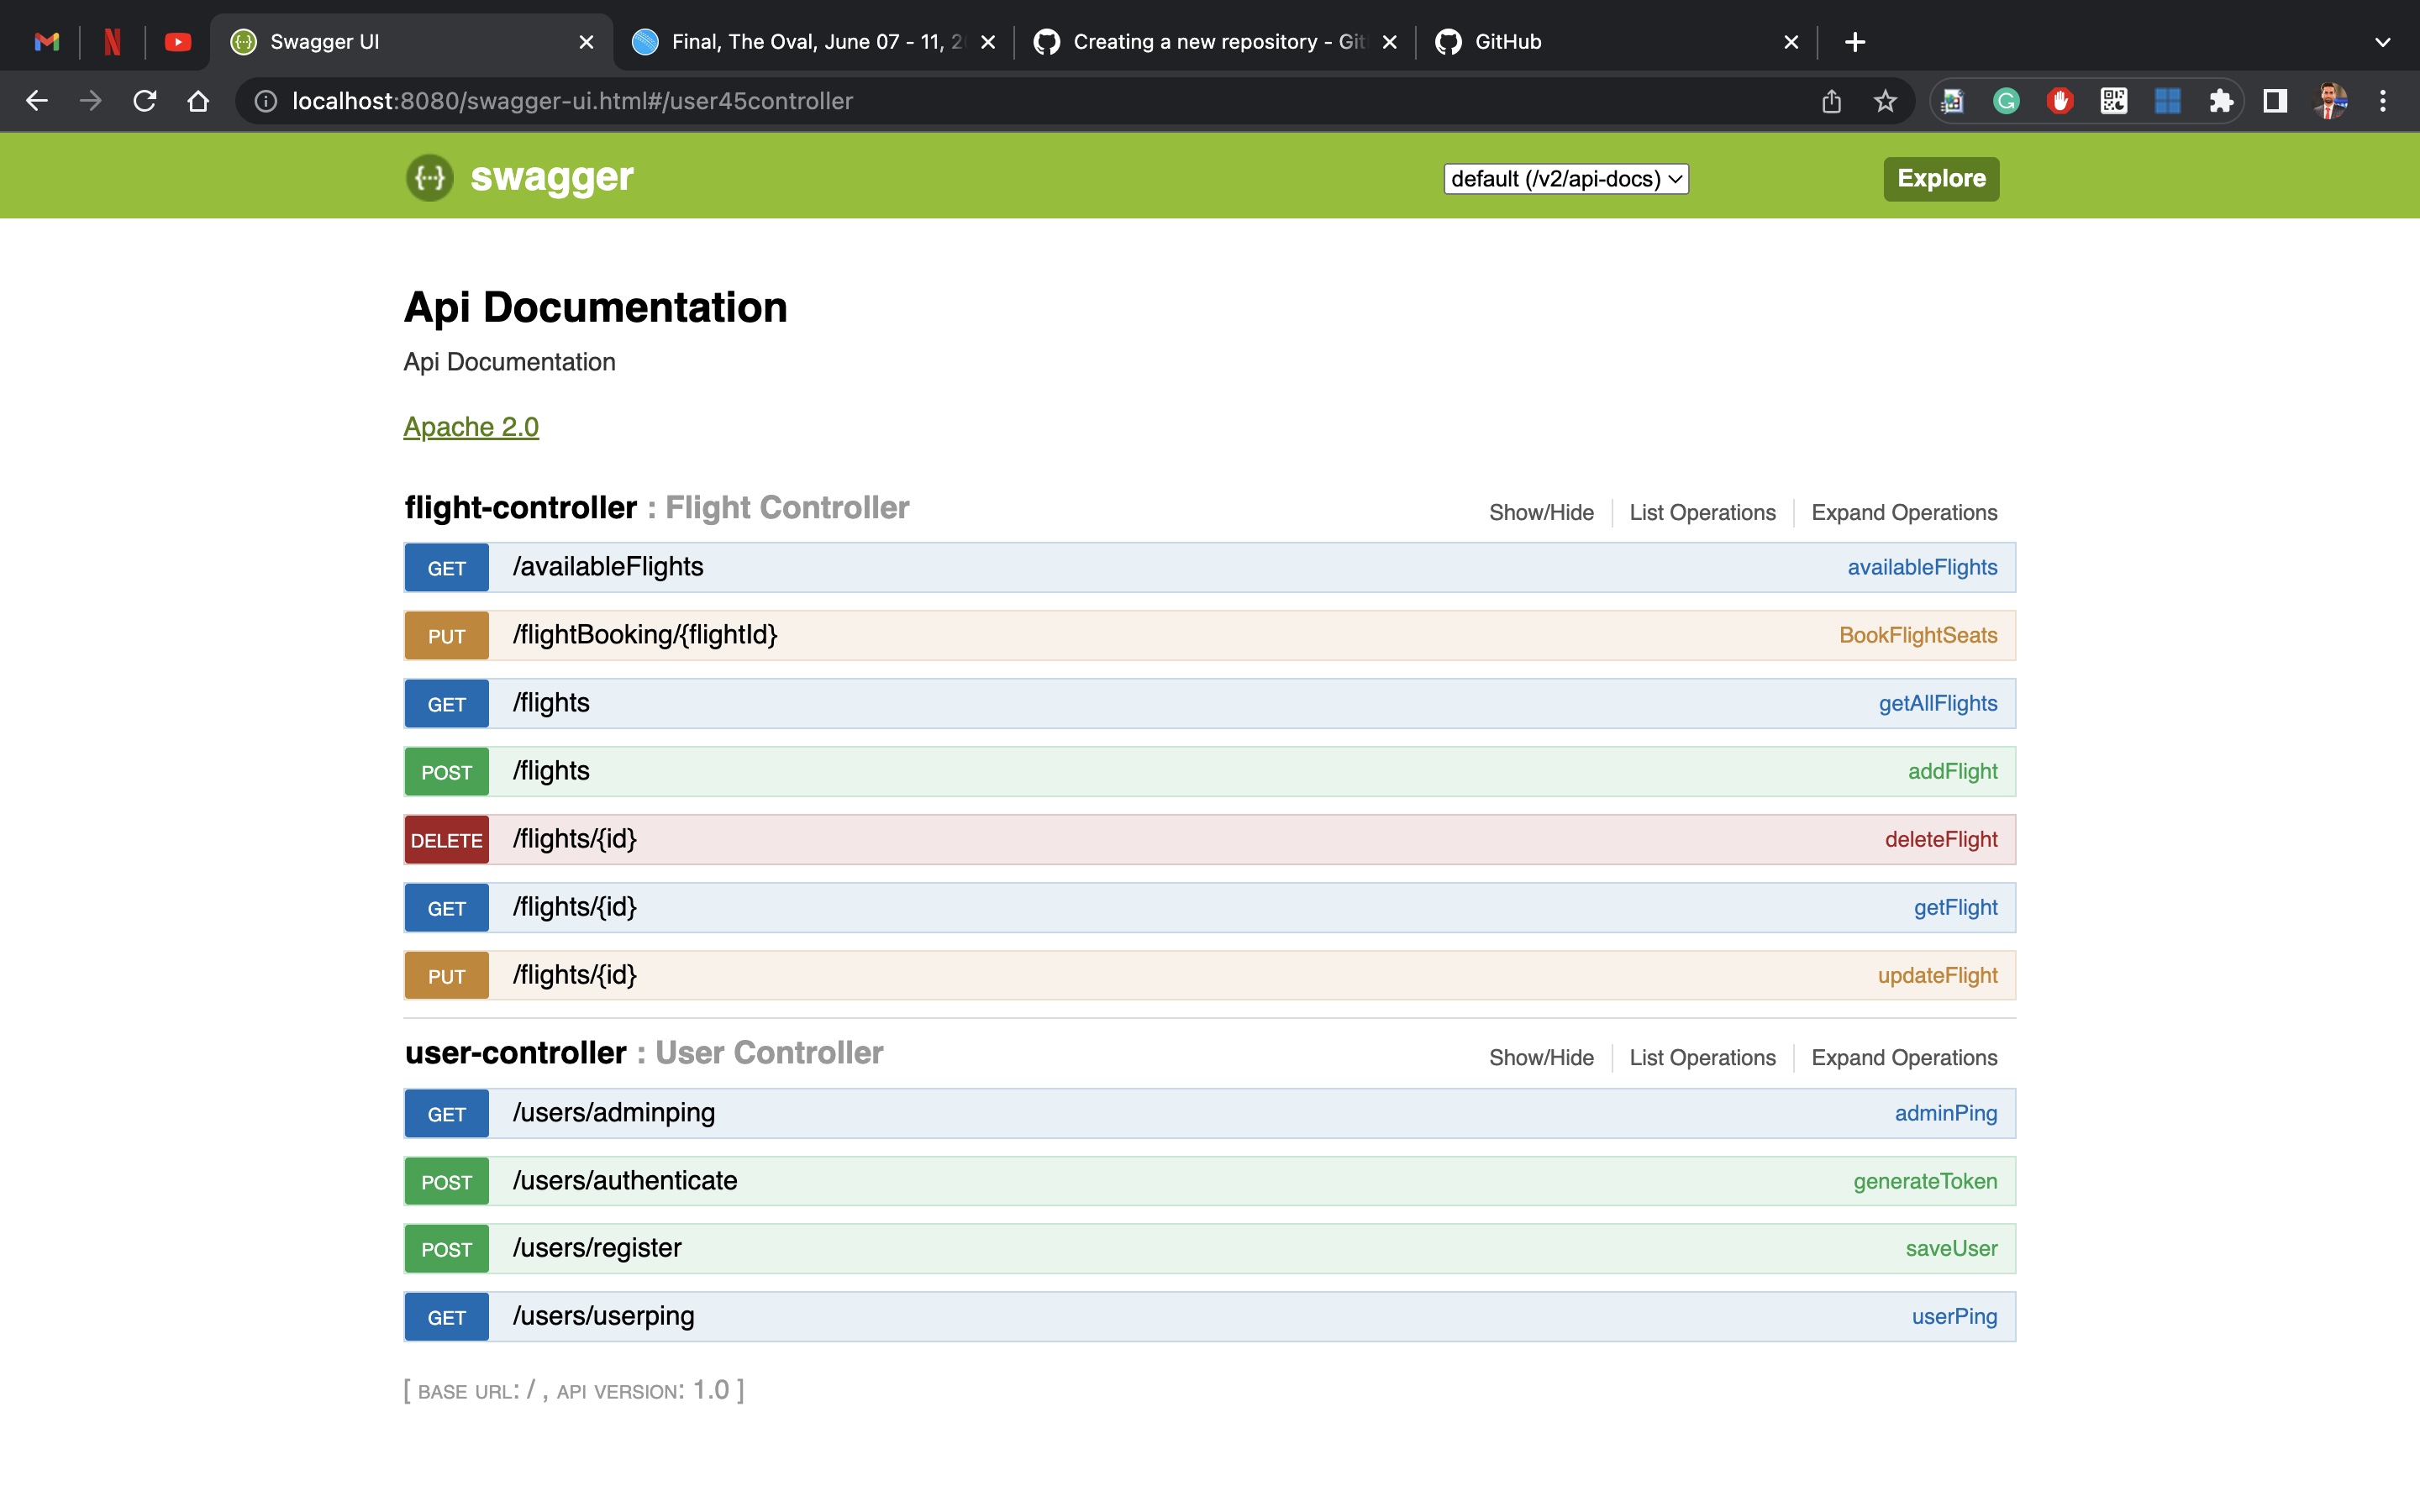 Swagger UI
Final, The Oval, June 07 - 11, 2
Creating a new repository - Git
GitHub
localhost:8080/swagger-ui.html#/user45controller
swagger
default (/v2/api-docs)
Explore
Api Documentation
Api Documentation
Apache 2.0
flight-controller : Flight Controller
Show/Hide
List Operations
Expand Operations
GET /availableFlights availableFlights
PUT /flightBooking/{flightId} BookFlightSeats
GET /flights getAllFlights
POST /flights addFlight
DELETE /flights/{id} deleteFlight
GET /flights/{id} getFlight
PUT /flights/{id} updateFlight
user-controller : User Controller
Show/Hide
List Operations
Expand Operations
GET /users/adminping adminPing
POST /users/authenticate generateToken
POST /users/register saveUser
GET /users/userping userPing
[ BASE URL: / , API VERSION: 1.0 ]